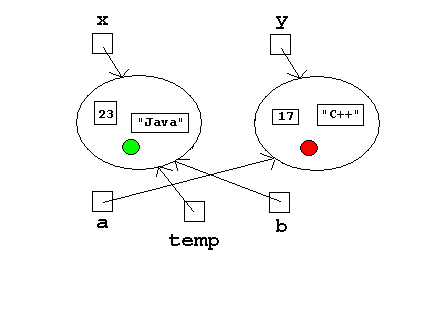 x y
23 "Java" 17 "C++"
a temp b